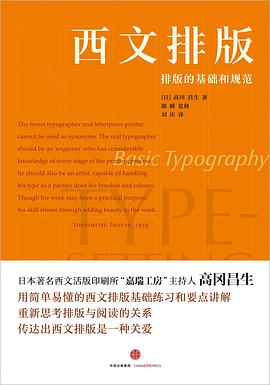 西文排版
排版的基础和规范
[日] 高冈昌生 著
陈嵘 监修
刘庆 译
The terms typographer and letterpress printer
cannot be used as synonyms. The real typographer
should be an 'engineer' who has considerable
knowledge of every stage of the
he should also be an artist, capable of handling
his type as a painter does his brushes and colours.
Though his work may have a practical purpose,
his skill shines through adding beauty to the work.
Yoshimitsu Inouye, 1939
Basic Typography
TYPE-
SETTING
日本著名西文活版印刷所“嘉瑞工房”主持人 高冈昌生
用简单易懂的西文排版基础练习和要点讲解
重新思考排版与阅读的关系
传达出西文排版是一种关爱
中信出版集团